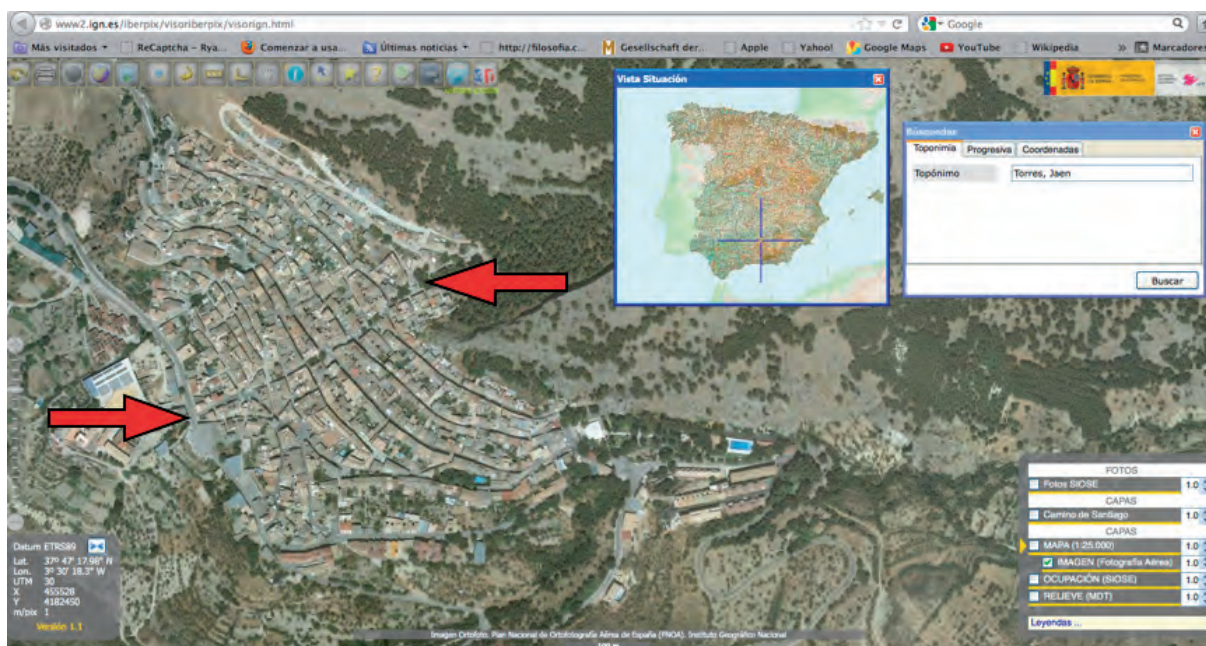 www2.ign.es/iberpix/visoriberpix/visorign.html
Google
Más visitados
ReCaptcha - Rya...
Comenzar a usa...
Últimas noticias
http://filosofia.c...
Gesellschaft der...
Apple
Yahoo!
Google Maps
YouTube
Wikipedia
»
Marcadores
Vista Situación
Búsquedas
Toponimia
Progresiva
Coordenadas
Topónimo
Torres, Jaen
Buscar
FOTOS
Fotos SIOSE
1.0
CAPAS
Camino de Santiago
1.0
CAPAS
MAPA (1:25.000)
1.0
IMAGEN (Fotografía Aérea)
1.0
OCUPACIÓN (SIOSE)
1.0
RELIEVE (MDT)
1.0
Leyendas ...
Datum ETRS89
Lat. 37º 47' 17.98" N
Lon. 3º 30' 18.3" W
UTM 30
X 455528
Y 4182450
m/pix 1
Versión 1.1
Imagen Ortofoto. Plan Nacional de Ortofotografía Aérea de España (PNOA). Instituto Geográfico Nacional